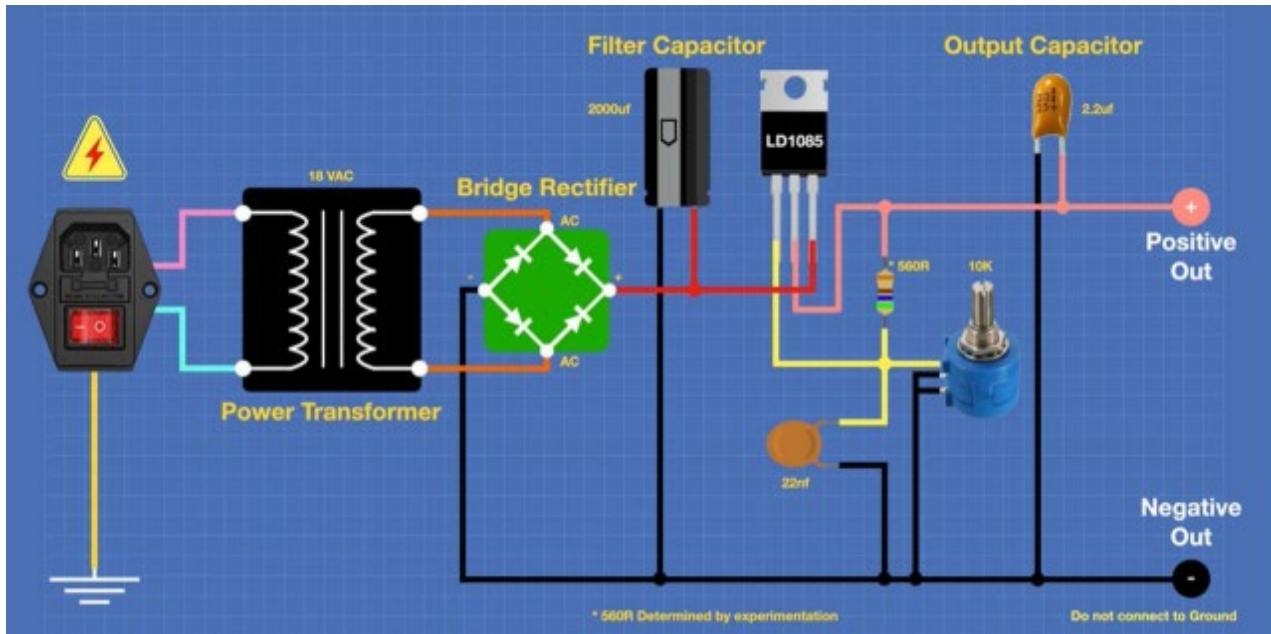 Filter Capacitor
Output Capacitor
2000uf
2.2uf
LD1085
18 VAC
Bridge Rectifier
AC
+
Positive
Out
-
+
* 560R
10K
AC
Power Transformer
22nf
Negative
Out
-
* 560R Determined by experimentation
Do not connect to Ground